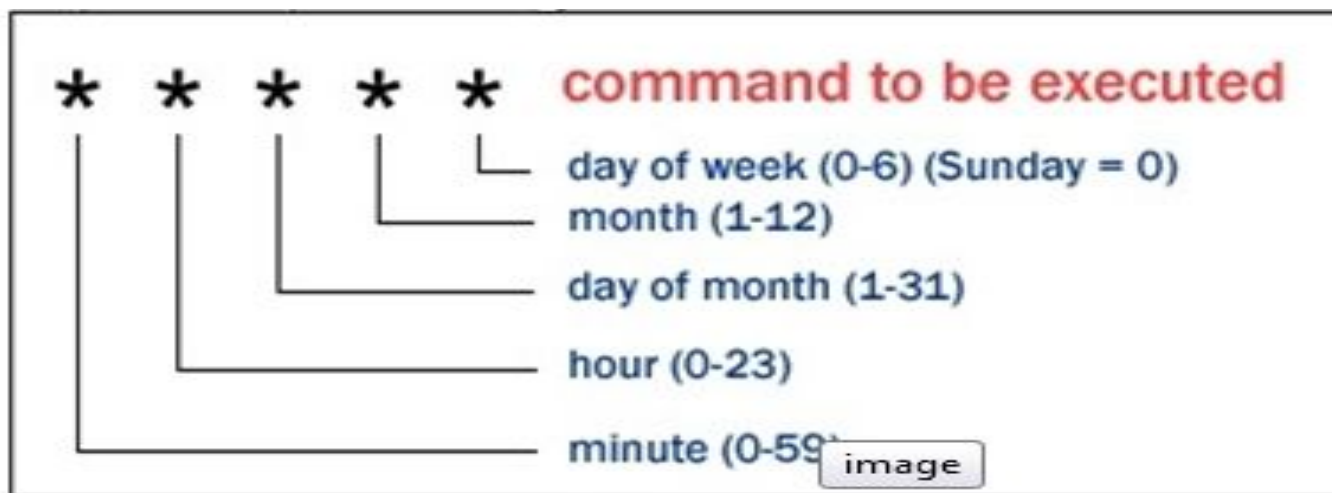 * * * * * command to be executed
day of week (0-6) (Sunday = 0)
month (1-12)
day of month (1-31)
hour (0-23)
minute (0-59)
image